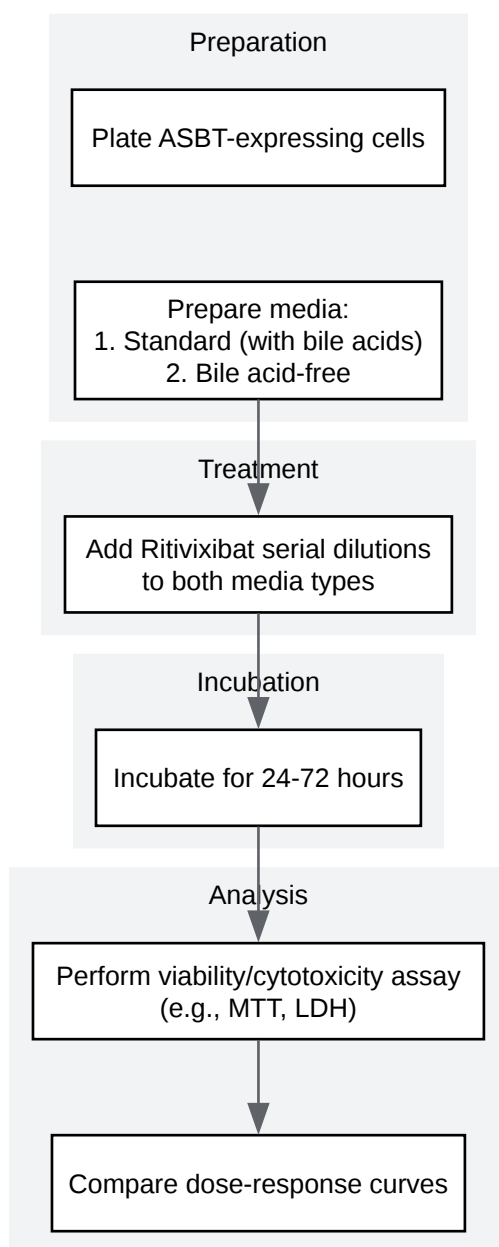 Preparation
Plate ASBT-expressing cells
Prepare media:
1. Standard (with bile acids)
2. Bile acid-free
Treatment
Add Ritivixibat serial dilutions
to both media types
Incubation
Incubate for 24-72 hours
Analysis
Perform viability/cytotoxicity assay
(e.g., MTT, LDH)
Compare dose-response curves